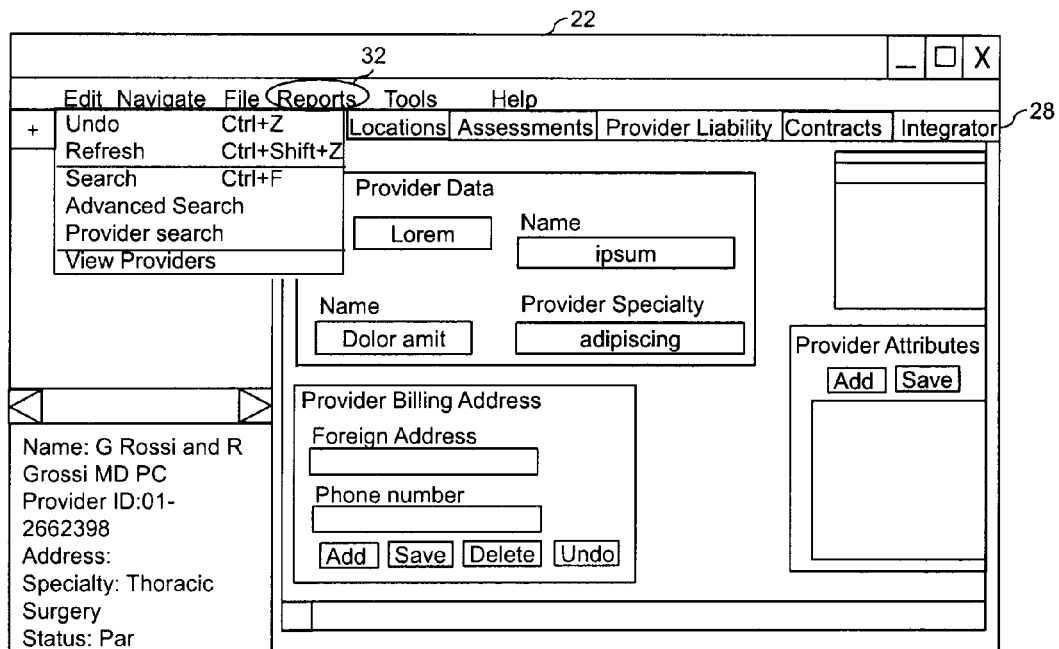 22
X
32
Edit Navigate File Reports Tools Help
28
+
Undo Ctrl+Z
Refresh Ctrl+Shift+Z
Search Ctrl+F
Advanced Search
Provider search
View Providers
Locations Assessments Provider Liability Contracts Integrator
Provider Data
Lorem
Name
ipsum
Name
Dolor amit
Provider Specialty
adipiscing
Provider Attributes
Add Save
Provider Billing Address
Foreign Address
Phone number
Add Save Delete Undo
Name: G Rossi and R
Grossi MD PC
Provider ID:01-
2662398
Address:
Specialty: Thoracic
Surgery
Status: Par